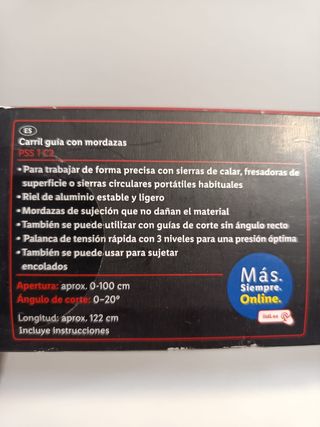 ES
Carril guía con mordazas
PSS 1 C2
• Para trabajar de forma precisa con sierras de calar, fresadoras de
superficie o sierras circulares portátiles habituales
• Riel de aluminio estable y ligero
• Mordazas de sujeción que no dañan el material
• También se puede utilizar con guías de corte sin ángulo recto
• Palanca de tensión rápida con 3 niveles para una presión óptima
• También se puede usar para sujetar
encolados
Apertura: aprox. 0-100 cm
Ángulo de corte: 0–20°
Longitud: aprox. 122 cm
Incluye instrucciones
Más.
Siempre.
Online.
lidl.es